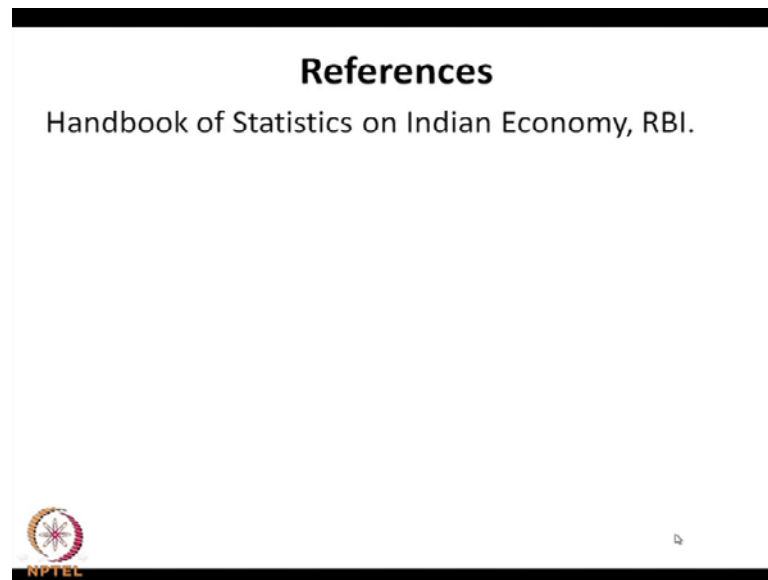 References
Handbook of Statistics on Indian Economy, RBI.
NPTEL